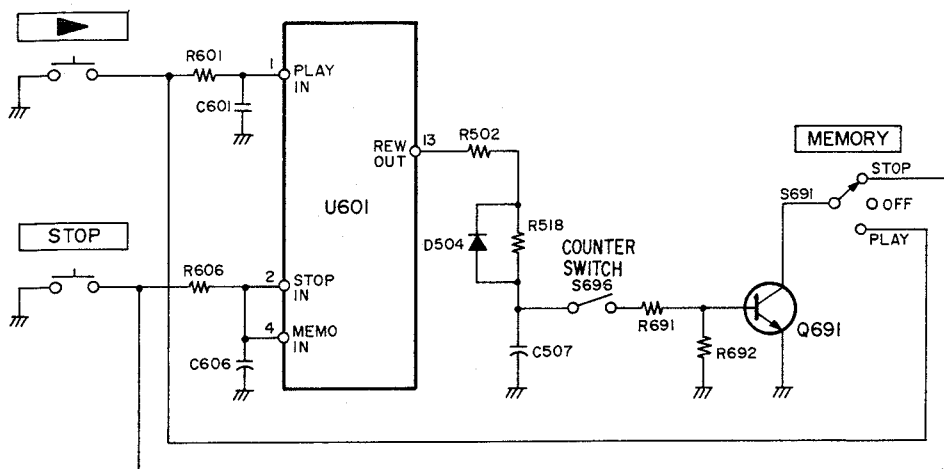 R601
1
PLAY
IN
C601
REW
OUT
13
R502
MEMORY
STOP
S691
OFF
PLAY
U601
D504
R518
COUNTER
SWITCH
S696
STOP
R606
2
STOP
IN
4
MEMO
IN
C606
R691
R692
Q691
C507